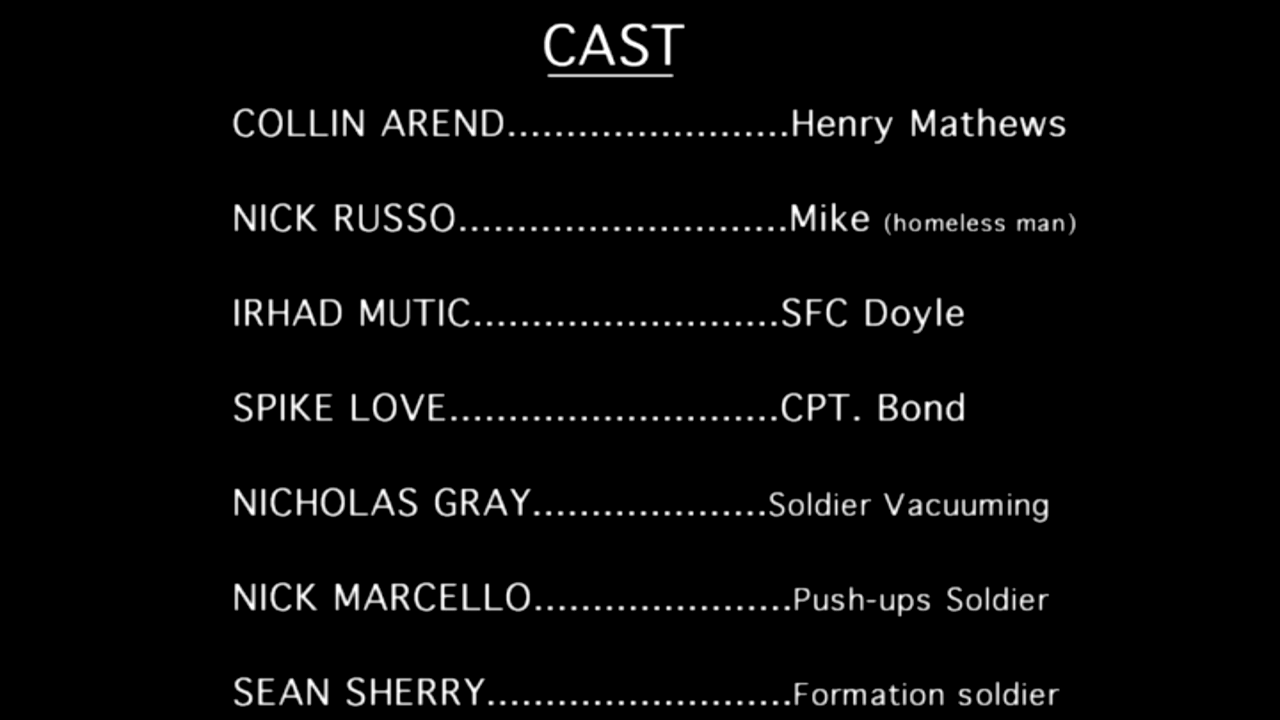 CAST
COLLIN AREND........................Henry Mathews
NICK RUSSO............................Mike (homeless man)
IRHAD MUTIC..........................SFC Doyle
SPIKE LOVE............................CPT. Bond
NICHOLAS GRAY....................Soldier Vacuuming
NICK MARCELLO......................Push-ups Soldier
SEAN SHERRY..........................Formation soldier